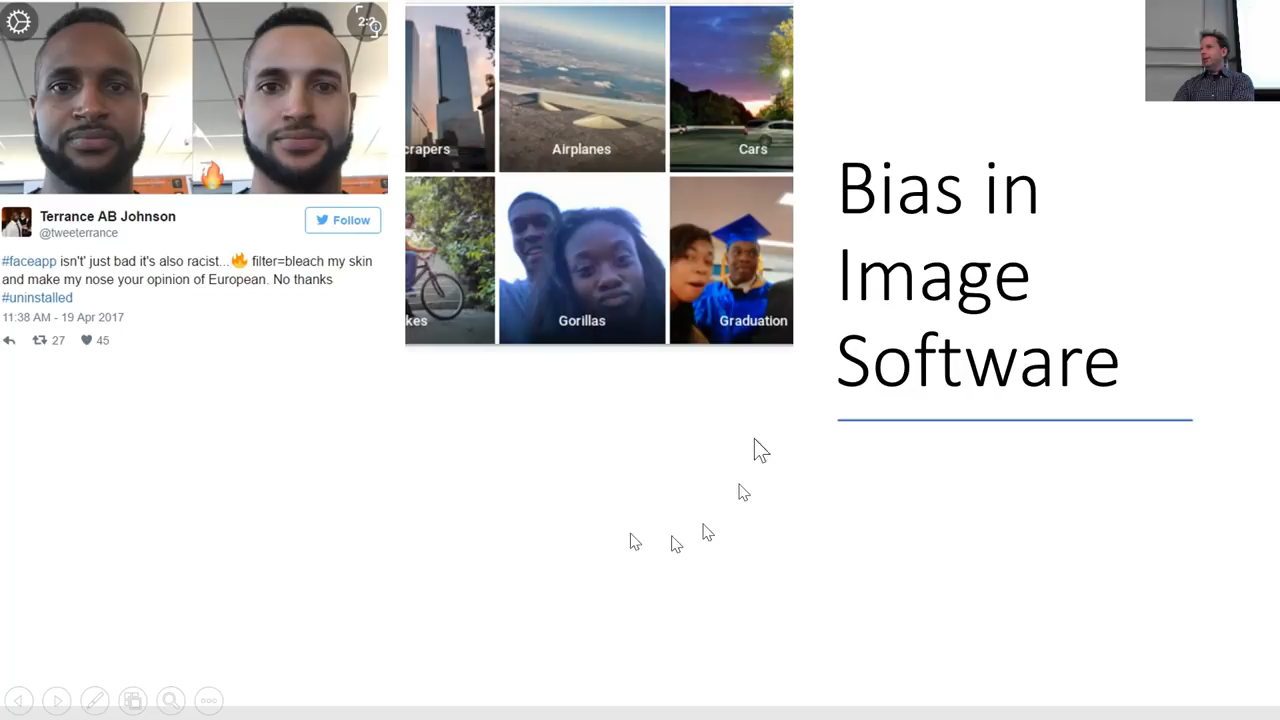 2:2
Terrance AB Johnson
@tweeterrance
Follow
#faceapp isn't' just bad it's also racist...🔥 filter=bleach my skin
and make my nose your opinion of European. No thanks
#uninstalled
11:38 AM - 19 Apr 2017
27
45
crapers
Airplanes
Cars
kes
Gorillas
Graduation
Bias in
Image
Software